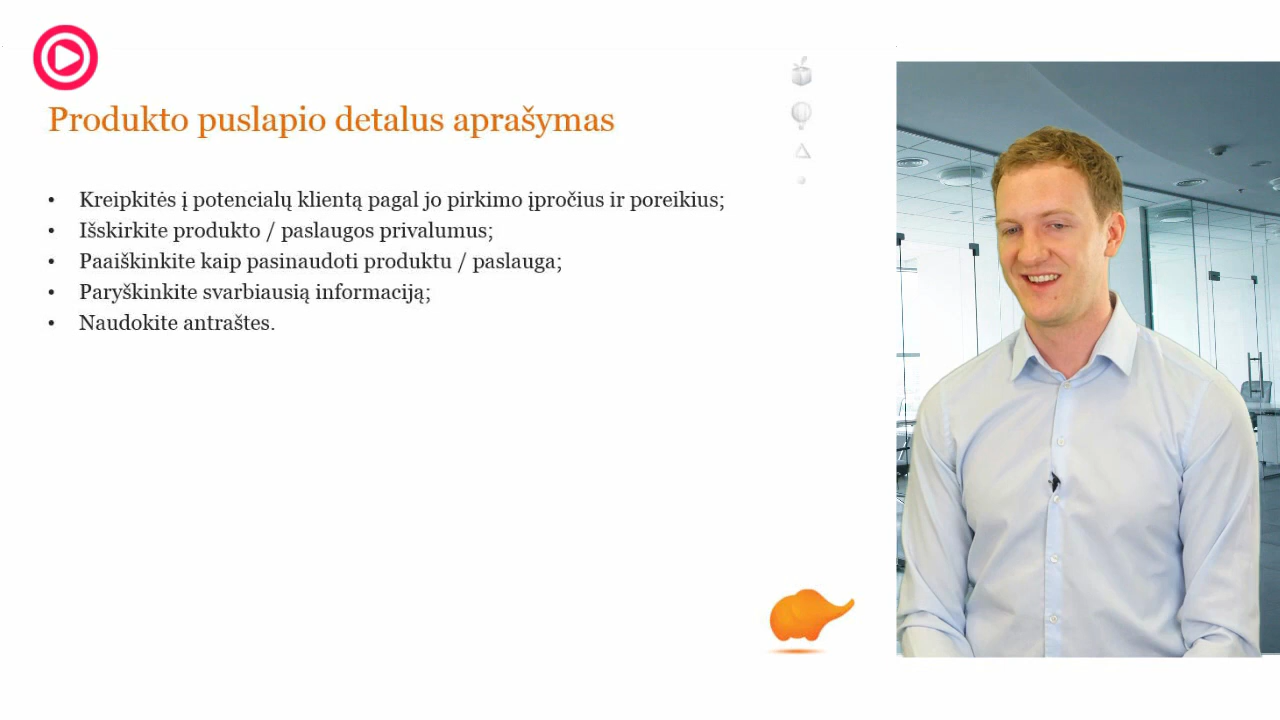 Produkto puslapio detalus aprašymas
• Kreipkitės į potencialų klientą pagal jo pirkimo įpročius ir poreikius;
• Išskirkite produkto / paslaugos privalumus;
• Paaiškinkite kaip pasinaudoti produktu / paslauga;
• Paryškinkite svarbiausią informaciją;
• Naudokite antraštes.